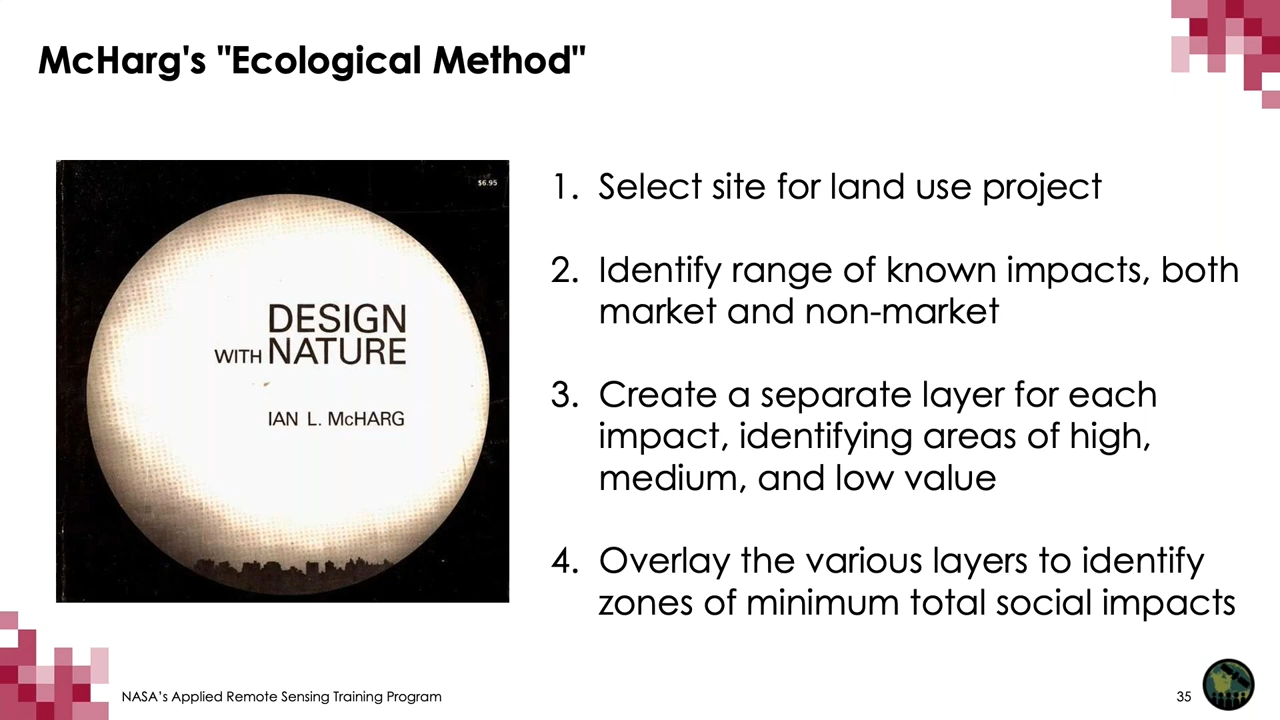 McHarg's "Ecological Method"
$6.95
DESIGN
WITH NATURE
IAN L. McHARG
1. Select site for land use project
2. Identify range of known impacts, both
market and non-market
3. Create a separate layer for each
impact, identifying areas of high,
medium, and low value
4. Overlay the various layers to identify
zones of minimum total social impacts
NASA's Applied Remote Sensing Training Program
35